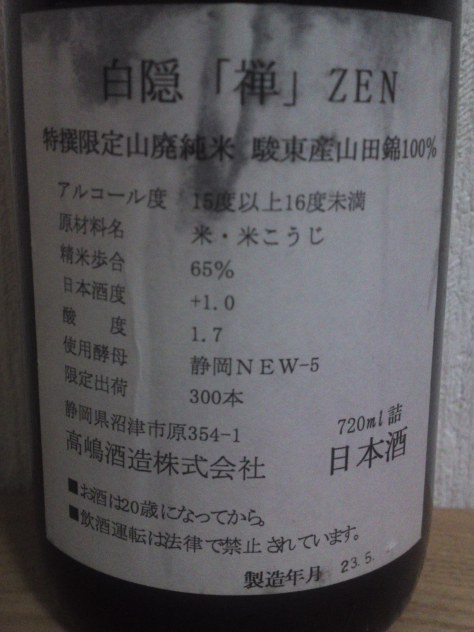 白隠「禅」ZEN
特撰限定山廃純米 駿東産山田錦100%
アルコール度 15度以上16度未満
原材料名 米・米こうじ
精米歩合 65%
日本酒度 +1.0
酸 度 1.7
使用酵母 静岡NEW-5
限定出荷 300本
静岡県沼津市原354-1
高嶋酒造株式会社
720ml詰
日本酒
■お酒は20歳になってから。
■飲酒運転は法律で禁止されています。
製造年月 23.5.